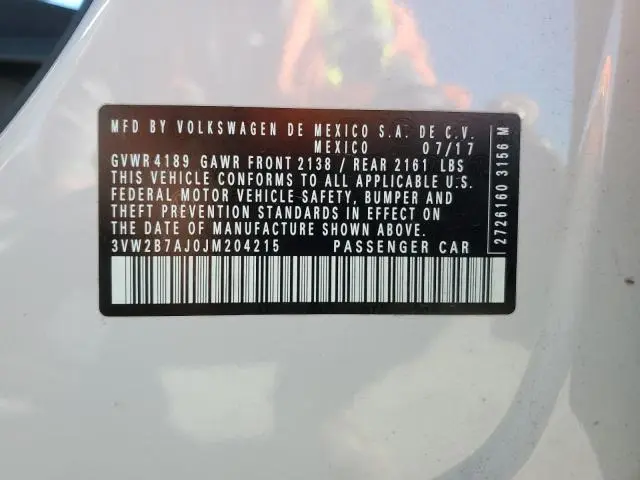 MFD BY VOLKSWAGEN DE MEXICO S.A. DE C.V.
MEXICO 07/17
GVWR 4189 GAWR FRONT 2138 / REAR 2161 LBS
THIS VEHICLE CONFORMS TO ALL APPLICABLE U.S.
FEDERAL MOTOR VEHICLE SAFETY, BUMPER AND
THEFT PREVENTION STANDARDS IN EFFECT ON
THE DATE OF MANUFACTURE SHOWN ABOVE.
3VW2B7AJ0JM204215 PASSENGER CAR
2726160 3156 M